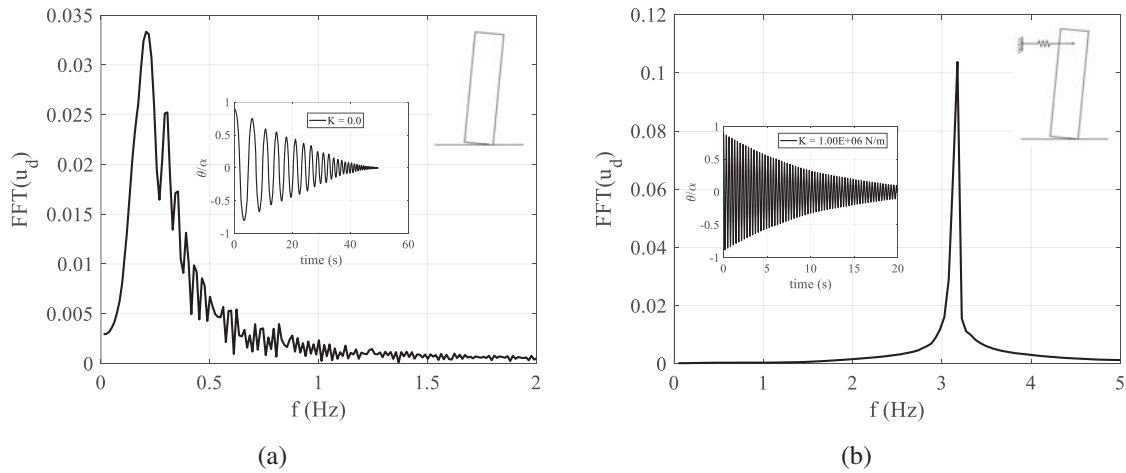 0.035
0.03
0.025
0.02
0.015
0.01
0.005
0
FFT(u_d)
0 0.5 1 1.5 2
f (Hz)
1
0.5
0
-0.5
-1
θ/α
K = 0.0
0 20 40 60
time (s)
(a)
0.12
0.1
0.08
0.06
0.04
0.02
0
FFT(u_d)
0 1 2 3 4 5
f (Hz)
1
0.5
0
-0.5
-1
θ/α
K = 1.00E+06 N/m
0 5 10 15 20
time (s)
(b)